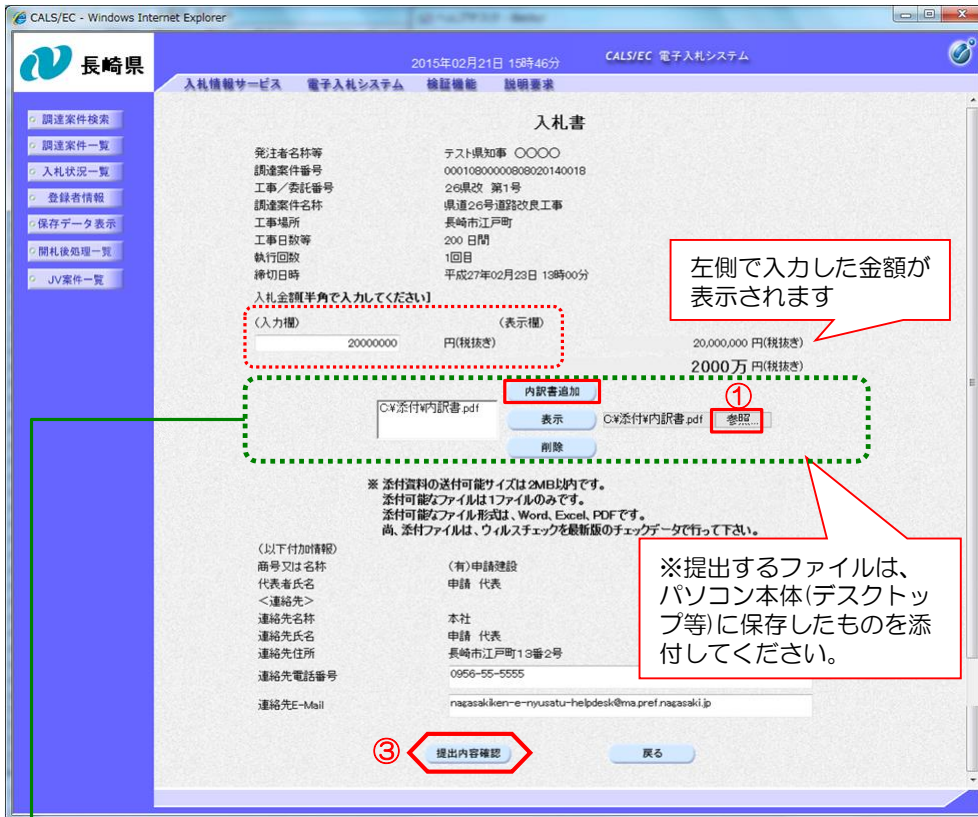 CALS/EC - Windows Internet Explorer
長崎県
2015年02月21日 15時46分
CALS/EC 電子入札システム
入札情報サービス 電子入札システム 検証機能 説明要求
調達案件検索
調達案件一覧
入札状況一覧
登録者情報
保存データ表示
開札後処理一覧
JV案件一覧
入札書
発注者名称等 テスト県知事 〇〇〇〇
調達案件番号 00010800000808020140018
工事/委託番号 26県改 第1号
調達案件名称 県道26号道路改良工事
工事場所 長崎市江戸町
工事日数等 200 日間
執行回数 1回目
締切日時 平成27年02月23日 13時00分
左側で入力した金額が
表示されます
入札金額[半角で入力してください]
(入力欄) (表示欄)
20000000 円(税抜き) 20,000,000 円(税抜き)
2000万 円(税抜き)
内訳書追加
①
C:¥添付¥内訳書.pdf 表示 C:¥添付¥内訳書.pdf 参照...
削除
※ 添付資料の送付可能サイズは2MB以内です。
添付可能なファイルは1ファイルのみです。
添付可能なファイル形式は、Word、Excel、PDFです。
尚、添付ファイルは、ウィルスチェックを最新版のチェックデータで行って下さい。
※提出するファイルは、
パソコン本体(デスクトッ
プ等)に保存したものを添
付してください。
(以下付加情報)
商号又は名称 (有)申請建設
代表者氏名 申請 代表
<連絡先>
連絡先名称 本社
連絡先氏名 申請 代表
連絡先住所 長崎市江戸町13番2号
連絡先電話番号 0956-55-5555
連絡先E-Mail nagasakiken-e-nyusatu-helpdesk@ma.pref.nagasaki.jp
③ 提出内容確認 戻る